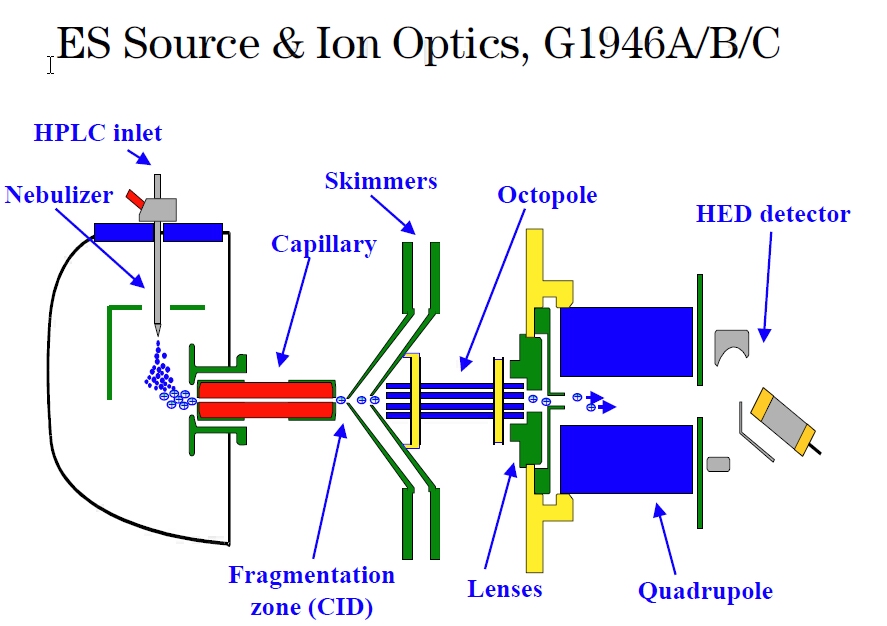 ES Source & Ion Optics, G1946A/B/C
HPLC inlet
Nebulizer
Skimmers
Octopole
HED detector
Capillary
Fragmentation
zone (CID)
Lenses
Quadrupole